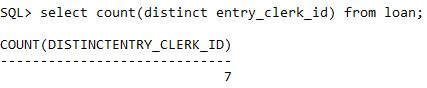 SQL> select count(distinct entry_clerk_id) from loan;
COUNT(DISTINCTENTRY_CLERK_ID)
-----------------------------
7